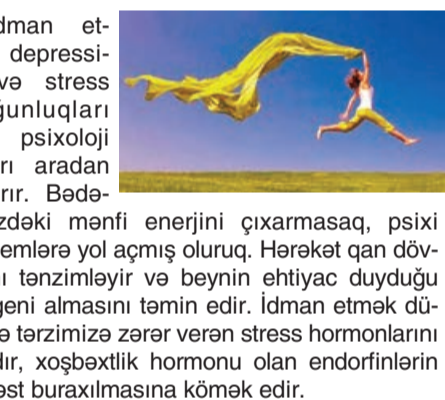 dman et-
depressi-
və stress
ğunluqları
psixoloji
rı aradan
rır. Bədə-
zdəki mənfi enerjini çıxarmasaq, psixi
emlərə yol açmış oluruq. Hərəkət qan döv-
ı tənzimləyir və beynin ehtiyac duyduğu
geni almasını təmin edir. İdman etmək dü-
ə tərzimizə zərər verən stress hormonlarını
dır, xoşbəxtlik hormonu olan endorfinlərin
əst buraxılmasına kömək edir.